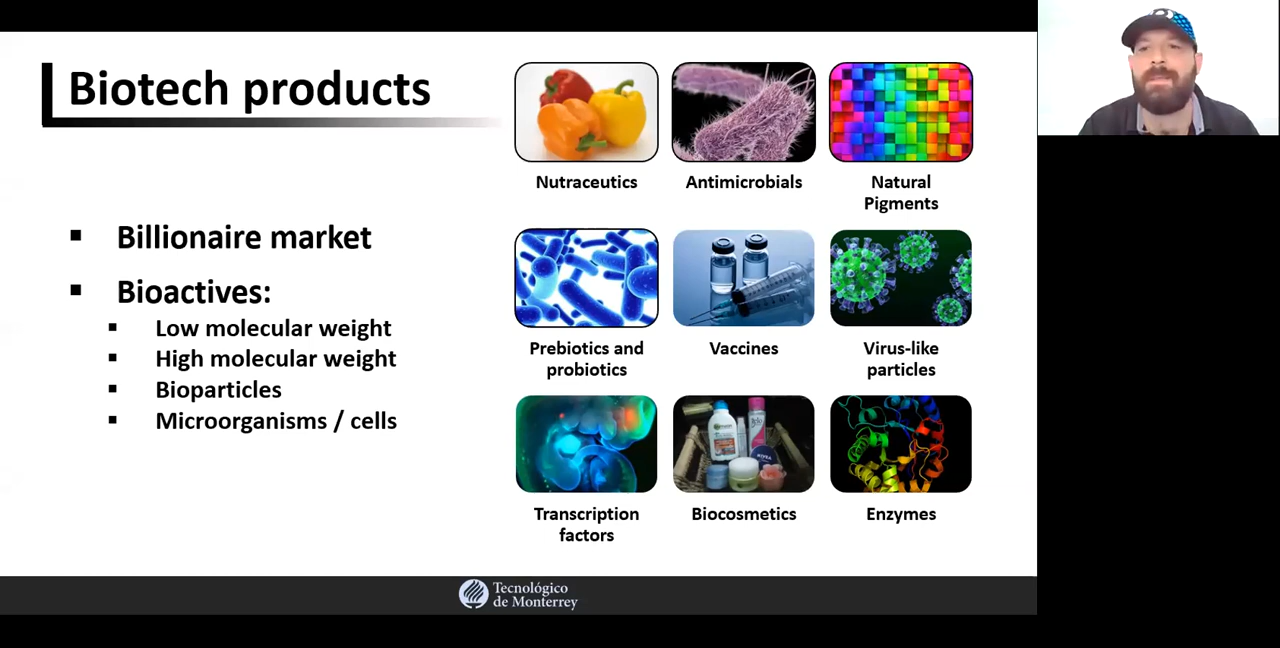 Biotech products
Billionaire market
Bioactives:
Low molecular weight
High molecular weight
Bioparticles
Microorganisms / cells
Nutraceutics
Antimicrobials
Natural
Pigments
Prebiotics and
probiotics
Vaccines
Virus-like
particles
NIVEA
Transcription
factors
Biocosmetics
Enzymes
Tecnológico
de Monterrey